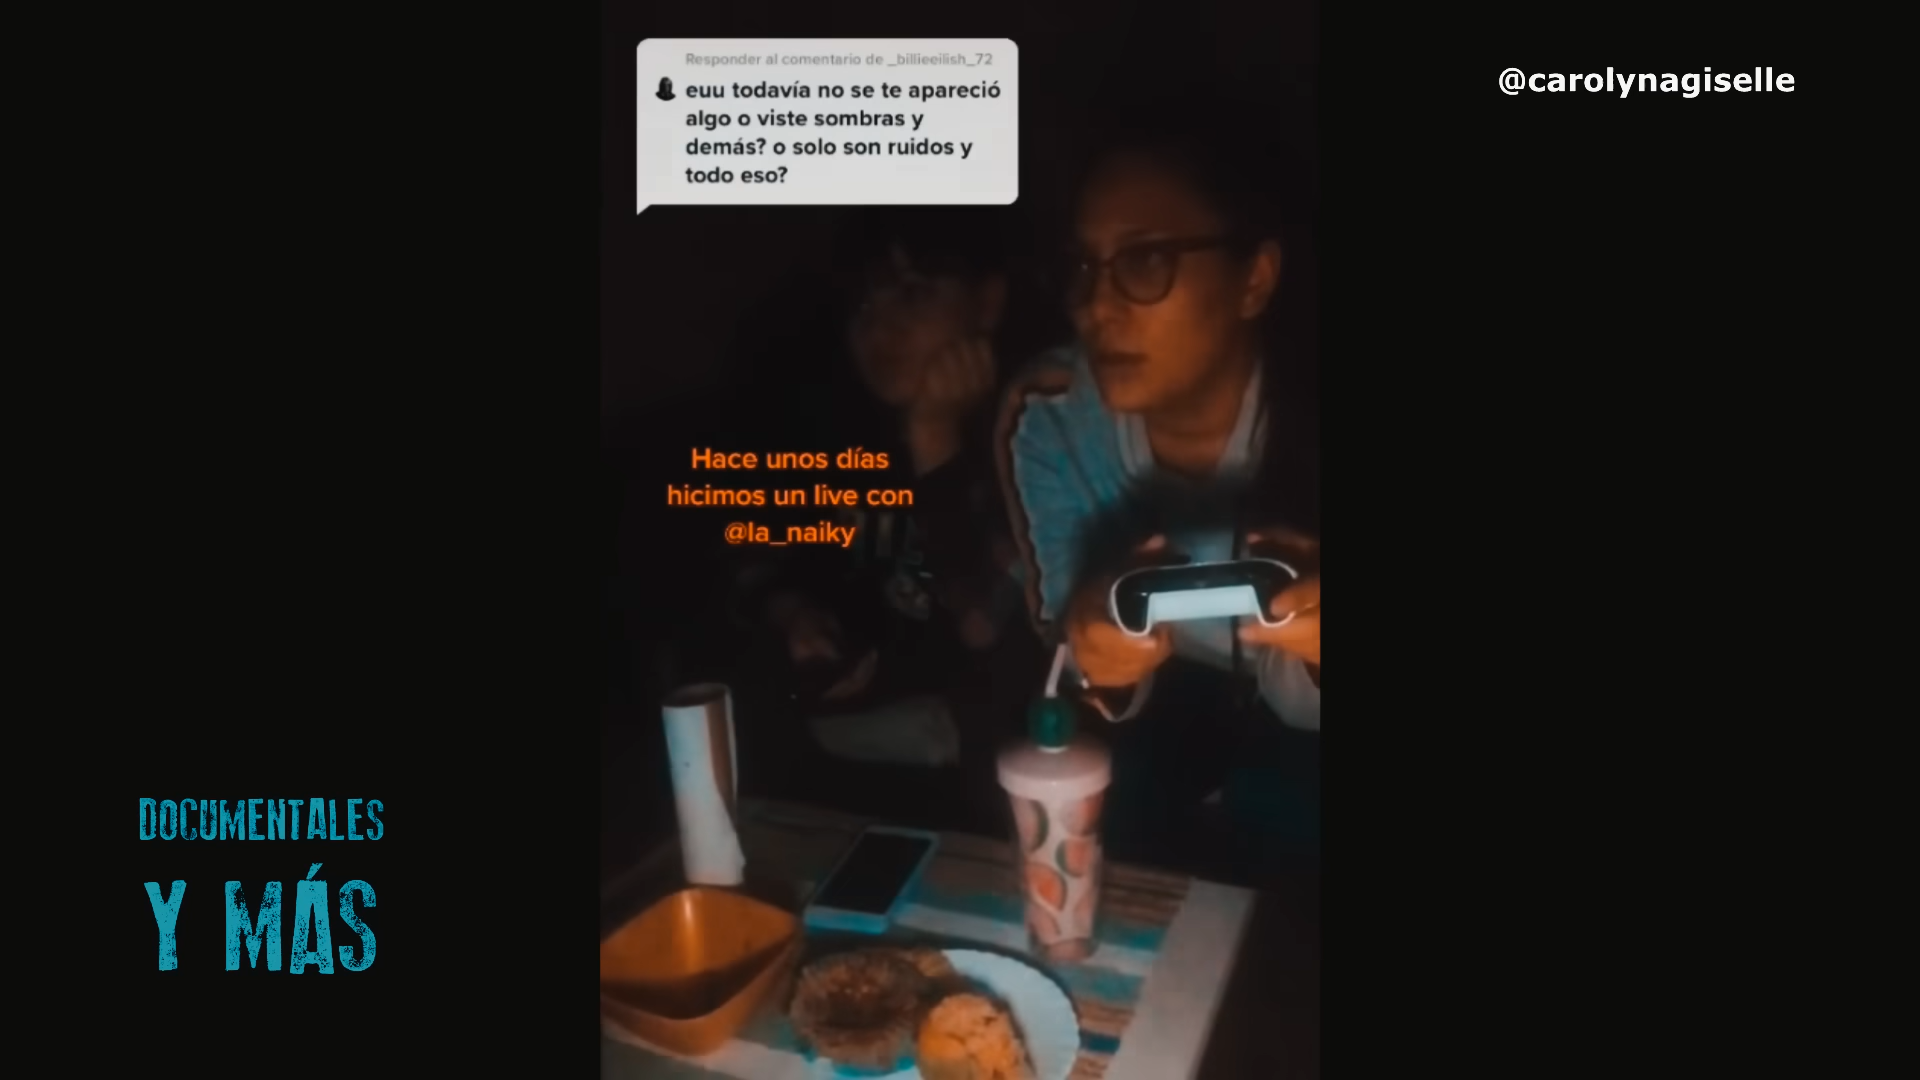 Responder al comentario de _billieeilish_72
euu todavía no se te apareció
algo o viste sombras y
demás? o solo son ruidos y
todo eso?
@carolynagiselle
Hace unos días
hicimos un live con
@la_naiky
DOCUMENTALES
Y MÁS